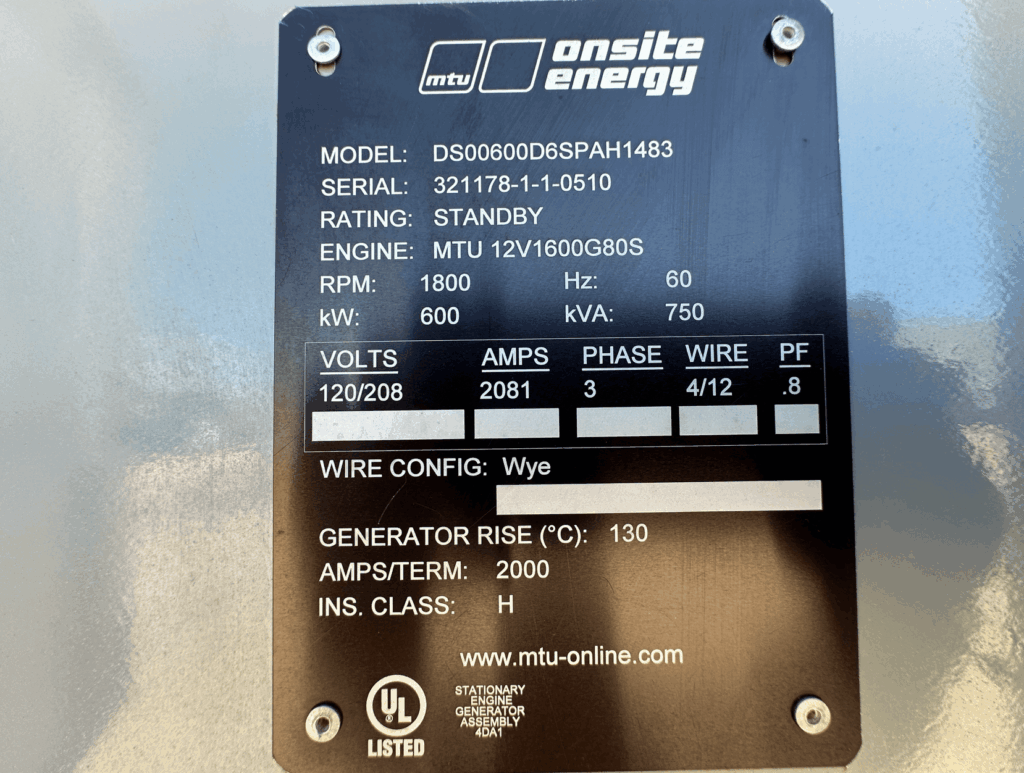 mtu onsite
energy
MODEL: DS00600D6SPAH1483
SERIAL: 321178-1-1-0510
RATING: STANDBY
ENGINE: MTU 12V1600G80S
RPM: 1800 Hz: 60
kW: 600 kVA: 750
VOLTS AMPS PHASE WIRE PF
120/208 2081 3 4/12 .8
WIRE CONFIG: Wye
GENERATOR RISE (°C): 130
AMPS/TERM: 2000
INS. CLASS: H
www.mtu-online.com
UL
®
LISTED
STATIONARY
ENGINE
GENERATOR
ASSEMBLY
4DA1